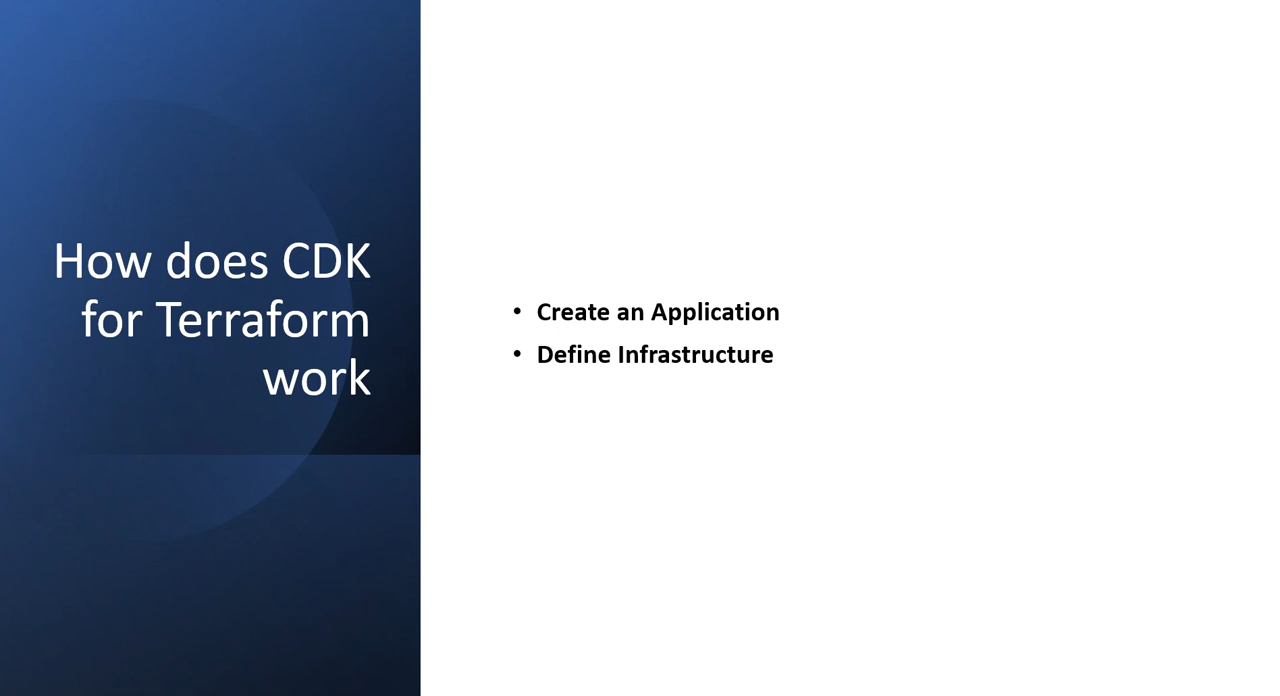 How does CDK
for Terraform
work
• Create an Application
• Define Infrastructure